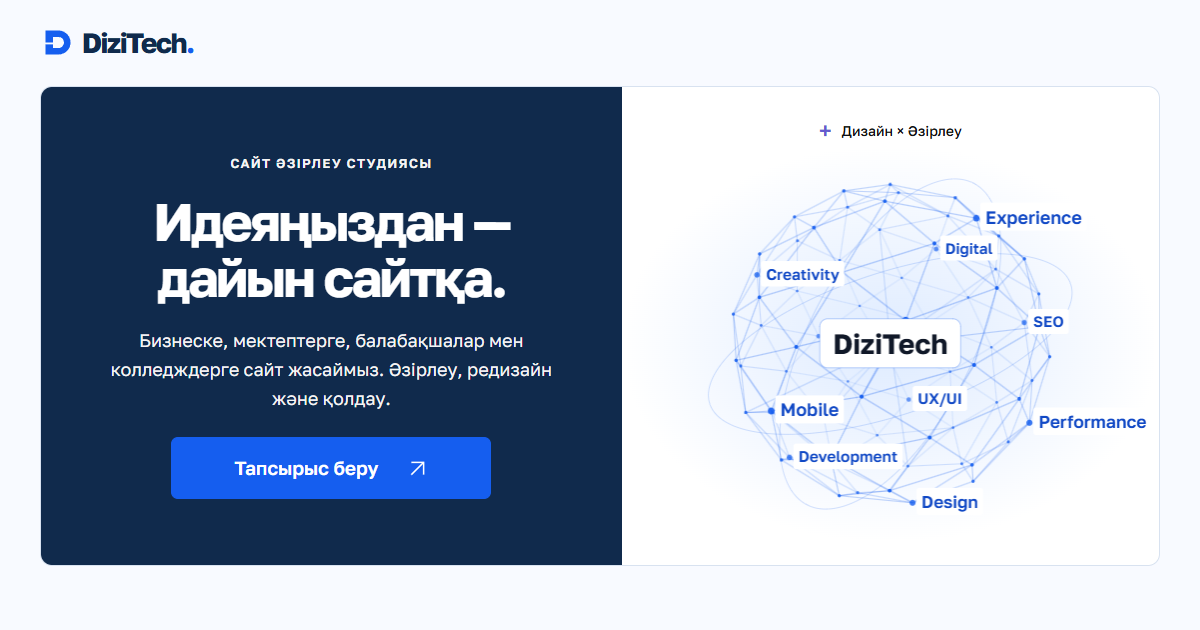 DiziTech.
САЙТ ӘЗІРЛЕУ СТУДИЯСЫ
Идеяңыздан —
дайын сайтқа.
Бизнеске, мектептерге, балабақшалар мен
колледждерге сайт жасаймыз. Әзірлеу, редизайн
және қолдау.
Тапсырыс беру
Дизайн × Әзірлеу
Experience
Digital
Creativity
SEO
DiziTech
UX/UI
Mobile
Performance
Development
Design